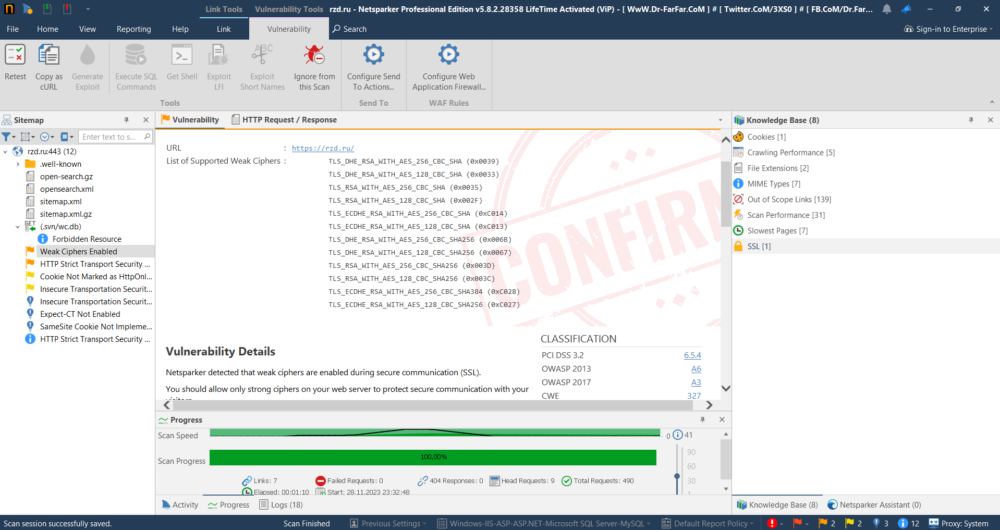 Link Tools Vulnerability Tools rzd.ru - Netsparker Professional Edition v5.8.2.28358 LifeTime Activated (ViP) - [ WwW.Dr-FarFar.CoM ] # [ Twitter.CoM/3XS0 ] # [ FB.CoM/Dr.Far...
File Home View Reporting Help Link Vulnerability Search Sign-in to Enterprise
Retest
Copy as
cURL
Generate
Exploit
Execute SQL
Commands
Get Shell
Exploit
LFI
ABC
Exploit
Short Names
Ignore from
this Scan
Tools
Configure Send
To Actions...
Send To
Configure Web
Application Firewall...
WAF Rules
Sitemap
Enter text to s...
rzd.ru:443 (12)
.well-known
open-search.gz
opensearch.xml
sitemap.xml
sitemap.xml.gz
GET (.svn/wc.db)
Forbidden Resource
Weak Ciphers Enabled
HTTP Strict Transport Security ...
Cookie Not Marked as HttpOnl...
Insecure Transportation Securit...
Insecure Transportation Securit...
Expect-CT Not Enabled
SameSite Cookie Not Impleme...
HTTP Strict Transport Security ...
Vulnerability HTTP Request / Response
URL : https://rzd.ru/
List of Supported Weak Ciphers : TLS_DHE_RSA_WITH_AES_256_CBC_SHA (0x0039)
TLS_DHE_RSA_WITH_AES_128_CBC_SHA (0x0033)
TLS_RSA_WITH_AES_256_CBC_SHA (0x0035)
TLS_RSA_WITH_AES_128_CBC_SHA (0x002F)
TLS_ECDHE_RSA_WITH_AES_256_CBC_SHA (0xC014)
TLS_ECDHE_RSA_WITH_AES_128_CBC_SHA (0xC013)
TLS_DHE_RSA_WITH_AES_256_CBC_SHA256 (0x006B)
TLS_DHE_RSA_WITH_AES_128_CBC_SHA256 (0x0067)
TLS_RSA_WITH_AES_256_CBC_SHA256 (0x003D)
TLS_RSA_WITH_AES_128_CBC_SHA256 (0x003C)
TLS_ECDHE_RSA_WITH_AES_256_CBC_SHA384 (0xC028)
TLS_ECDHE_RSA_WITH_AES_128_CBC_SHA256 (0xC027)
CONFIRM
Vulnerability Details
Netsparker detected that weak ciphers are enabled during secure communication (SSL).
You should allow only strong ciphers on your web server to protect secure communication with your
visitors.
CLASSIFICATION
PCI DSS 3.2 6.5.4
OWASP 2013 A6
OWASP 2017 A3
CWE 327
Progress
Scan Speed 0 41
Scan Progress 100,00%
90
60
30
1
Links: 7 Failed Requests: 0 404 Responses: 0 Head Requests: 9 Total Requests: 490
Elapsed: 00:01:10 Start: 28.11.2023 23:32:48
Activity Progress Logs (18)
Knowledge Base (8)
Cookies [1]
Crawling Performance [5]
File Extensions [2]
MIME Types [7]
Out of Scope Links [139]
Scan Performance [31]
Slowest Pages [7]
SSL [1]
Knowledge Base (8) Netsparker Assistant (0)
Scan session successfully saved. Scan Finished Previous Settings Windows-IIS-ASP-ASP.NET-Microsoft SQL Server-MySQL Default Report Policy - - 2 2 3 12 Proxy: System